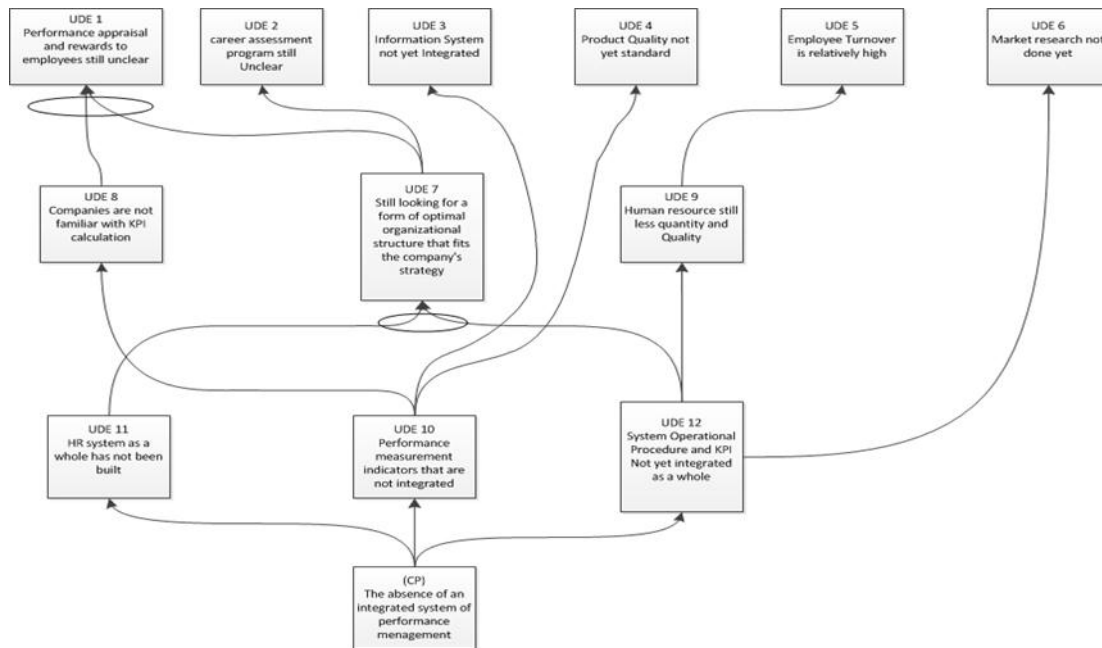 UDE 1
Performance appraisal
and rewards to
employees still unclear
UDE 2
career assessment
program still
Unclear
UDE 3
Information System
not yet Integrated
UDE 4
Product Quality not
yet standard
UDE 5
Employee Turnover
is relatively high
UDE 6
Market research not
done yet
UDE 8
Companies are not
familiar with KPI
calculation
UDE 7
Still looking for a
form of optimal
organizational
structure that fits
the company's
strategy
UDE 9
Human resource still
less quantity and
Quality
UDE 11
HR system as a
whole has not been
built
UDE 10
Performance
measurement
indicators that are
not integrated
UDE 12
System Operational
Procedure and KPI
Not yet integrated
as a whole
(CP)
The absence of an
integrated system of
performance
menagement